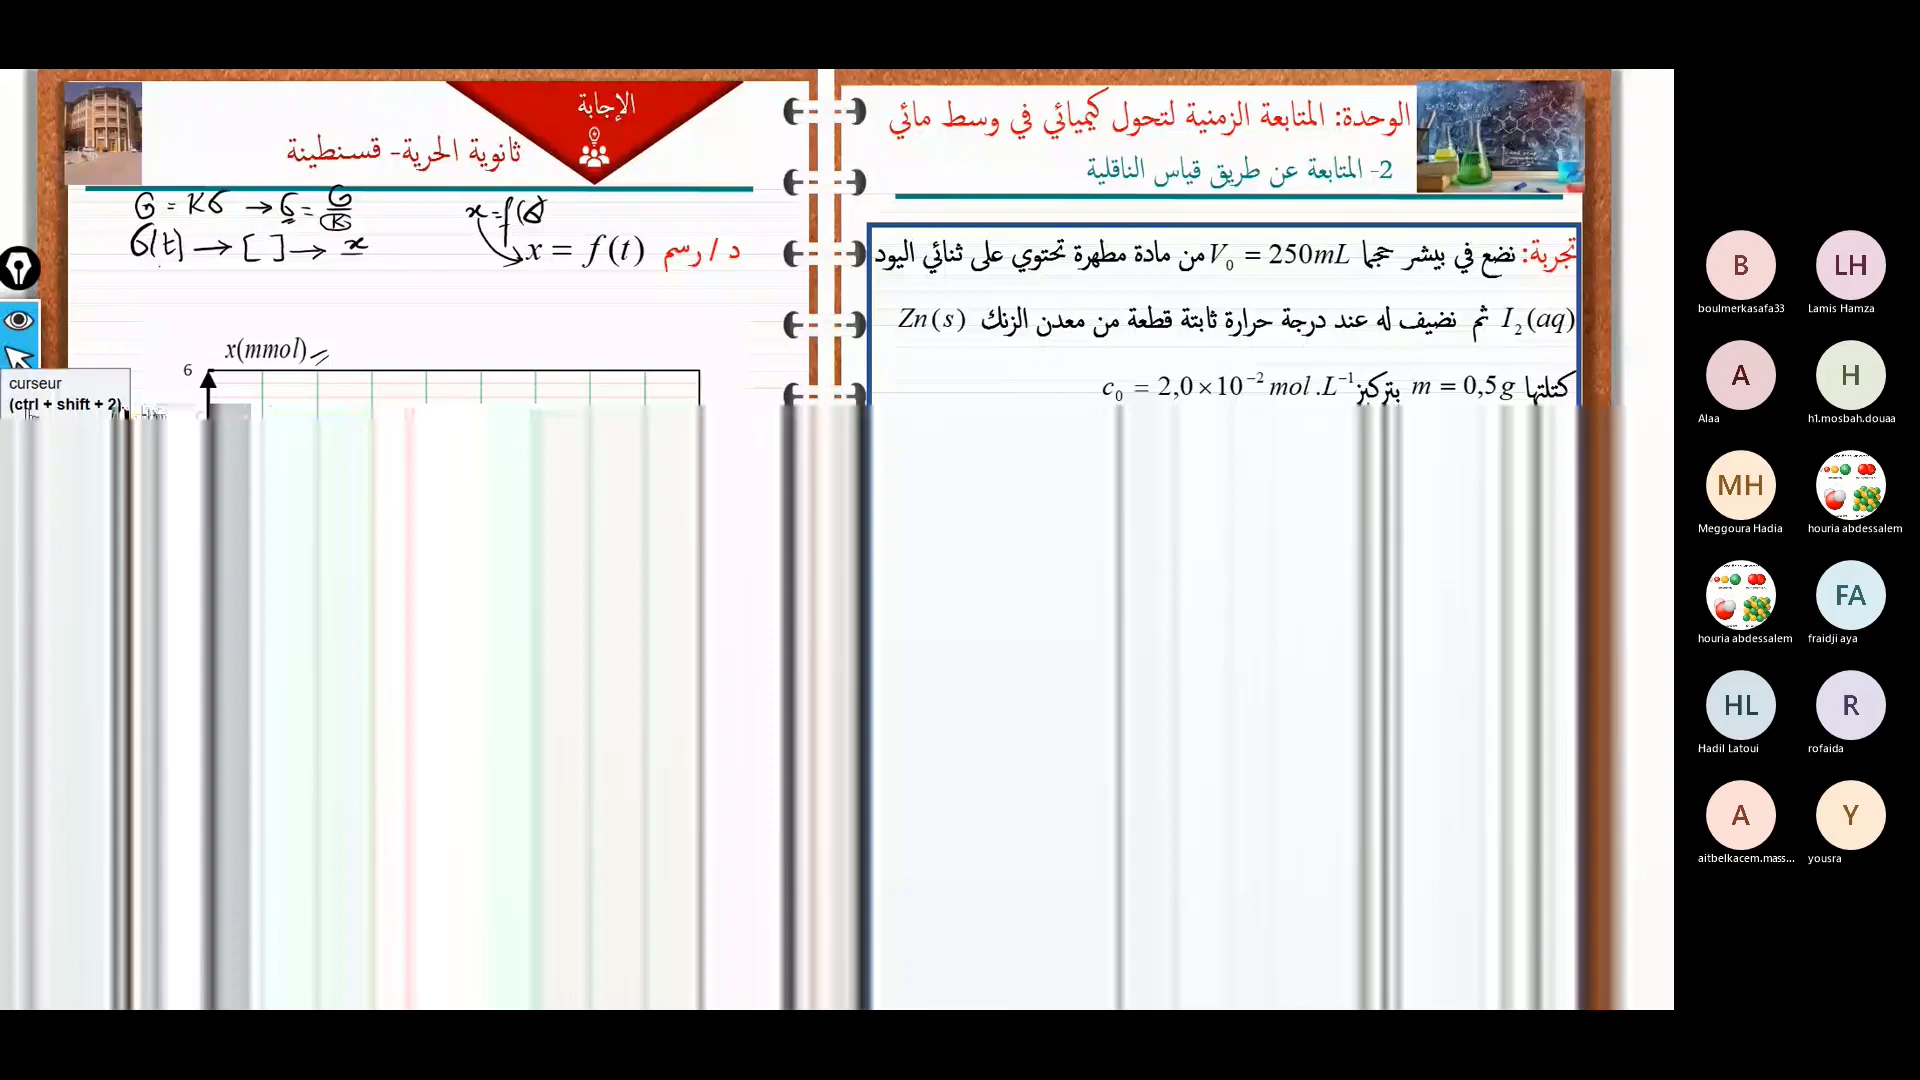 الوحدة: المتابعة الزمنية لتحول كيميائي في وسط مائي
2- المتابعة عن طريق قياس الناقلية
تجربة: نضع في بيشر حجما V₀ = 250mL من مادة مطهرة تحتوي على ثنائي اليود
I₂(aq) ثم نضيف له عند درجة حرارة ثابتة قطعة من معدن الزنك Zn(s)
كتلتها m = 0,5g بتركيز c₀ = 2,0×10⁻² mol.L⁻¹
الإجابة
ثانوية الحرية- قسنطينة
G = Kσ → σ = G/K
σ(t) → [ ] → x
x = f(σ)
د / رسم x = f(t)
x(mmol)
6
curseur
(ctrl + shift + 2)
B
boulmerkasafa33
LH
Lamis Hamza
A
Alaa
H
h1.mosbah.douaa
MH
Meggoura Hadia
houria abdessalem
houria abdessalem
FA
fraidji aya
HL
Hadil Latoui
R
rofaida
A
aitbelkacem.mass...
Y
yousra